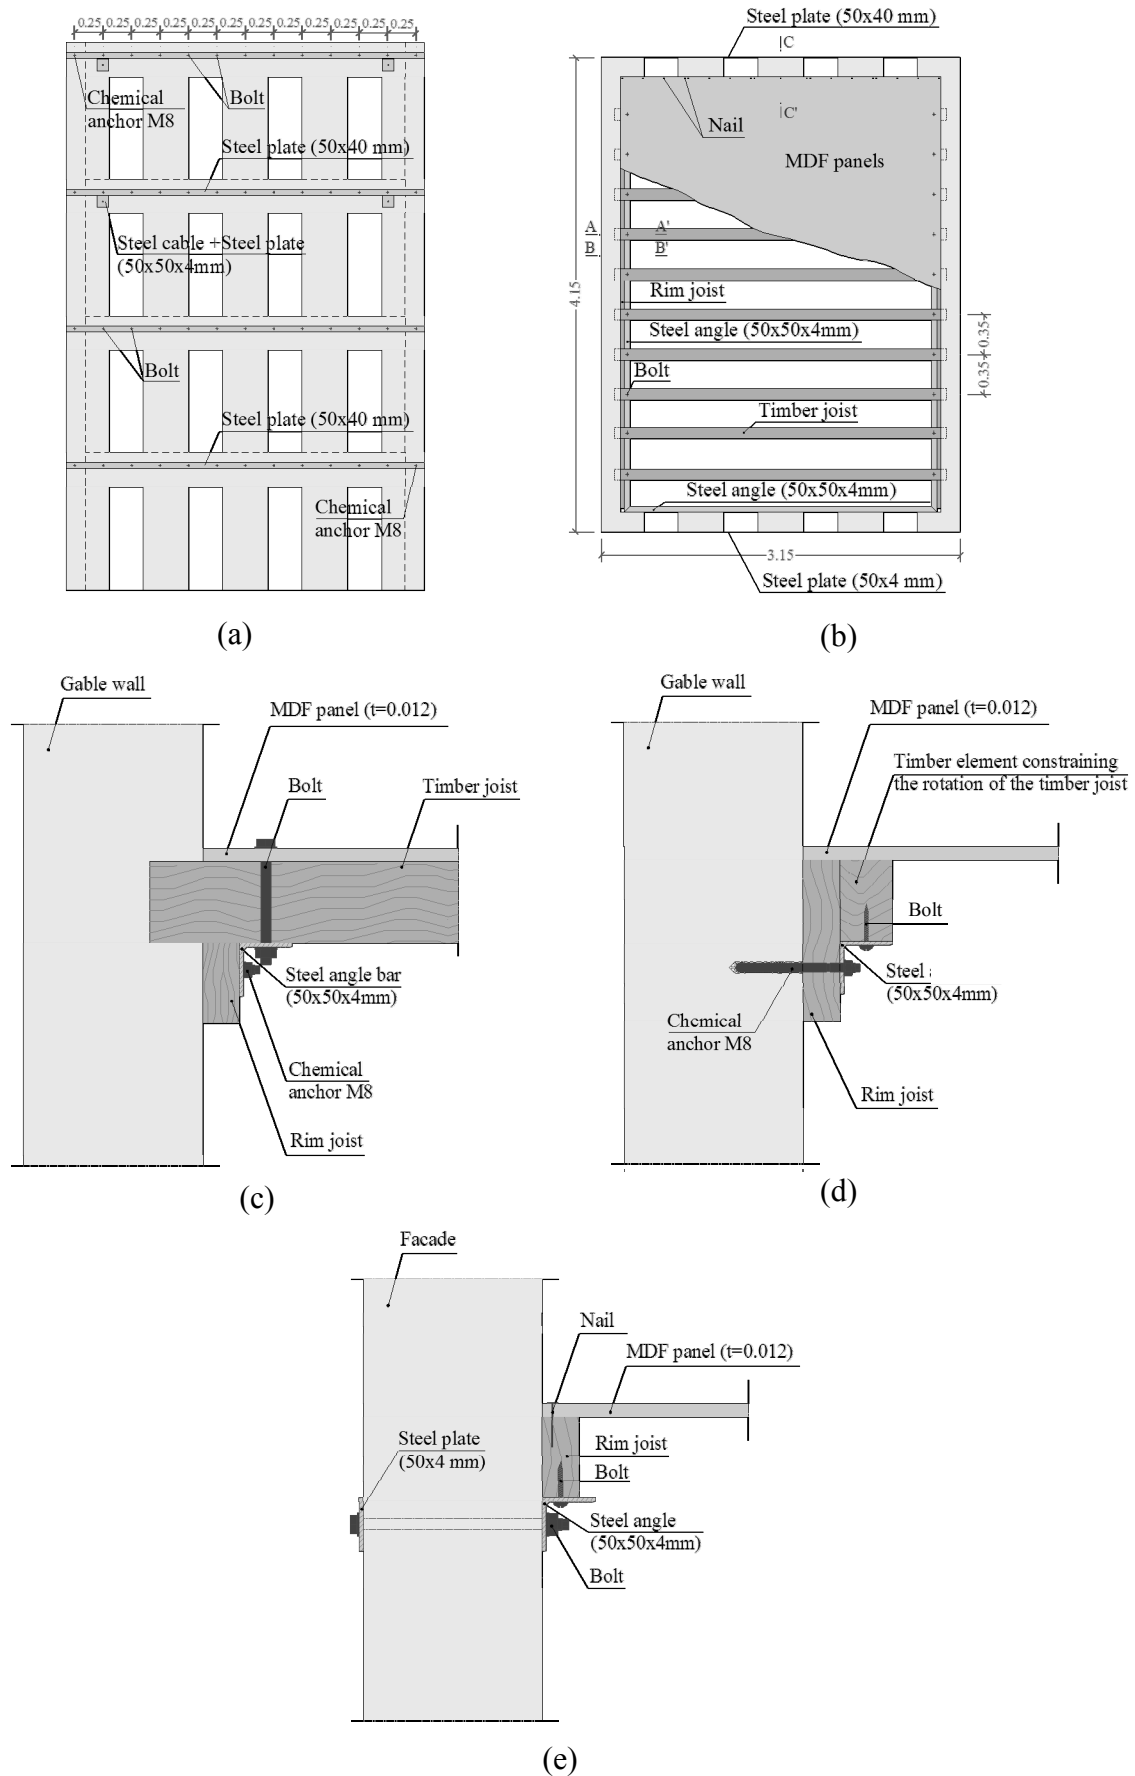 0.25 0.25 0.25 0.25 0.25 0.25 0.25 0.25 0.25 0.25 0.25 0.25
Chemical
anchor M8
Bolt
Steel plate (50x40 mm)
Steel cable +Steel plate
(50x50x4mm)
Bolt
Steel plate (50x40 mm)
Chemical
anchor M8
(a)
Steel plate (50x40 mm)
C
C'
Nail
MDF panels
A A'
B B'
Rim joist
Steel angle (50x50x4mm)
Bolt
Timber joist
Steel angle (50x50x4mm)
4.15
0.35
0.35
3.15
Steel plate (50x4 mm)
(b)
Gable wall
MDF panel (t=0.012)
Bolt
Timber joist
Steel angle bar
(50x50x4mm)
Chemical
anchor M8
Rim joist
(c)
Gable wall
MDF panel (t=0.012)
Timber element constraining
the rotation of the timber joist
Bolt
Steel
(50x50x4mm)
Chemical
anchor M8
Rim joist
(d)
Facade
Nail
MDF panel (t=0.012)
Steel plate
(50x4 mm)
Rim joist
Bolt
Steel angle
(50x50x4mm)
Bolt
(e)